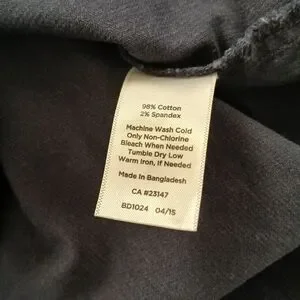 98% Cotton
2% Spandex
Machine Wash Cold
Only Non-Chlorine
Bleach When Needed
Tumble Dry Low
Warm Iron, If Needed
Made In Bangladesh
CA #23147
BD1024 04/15